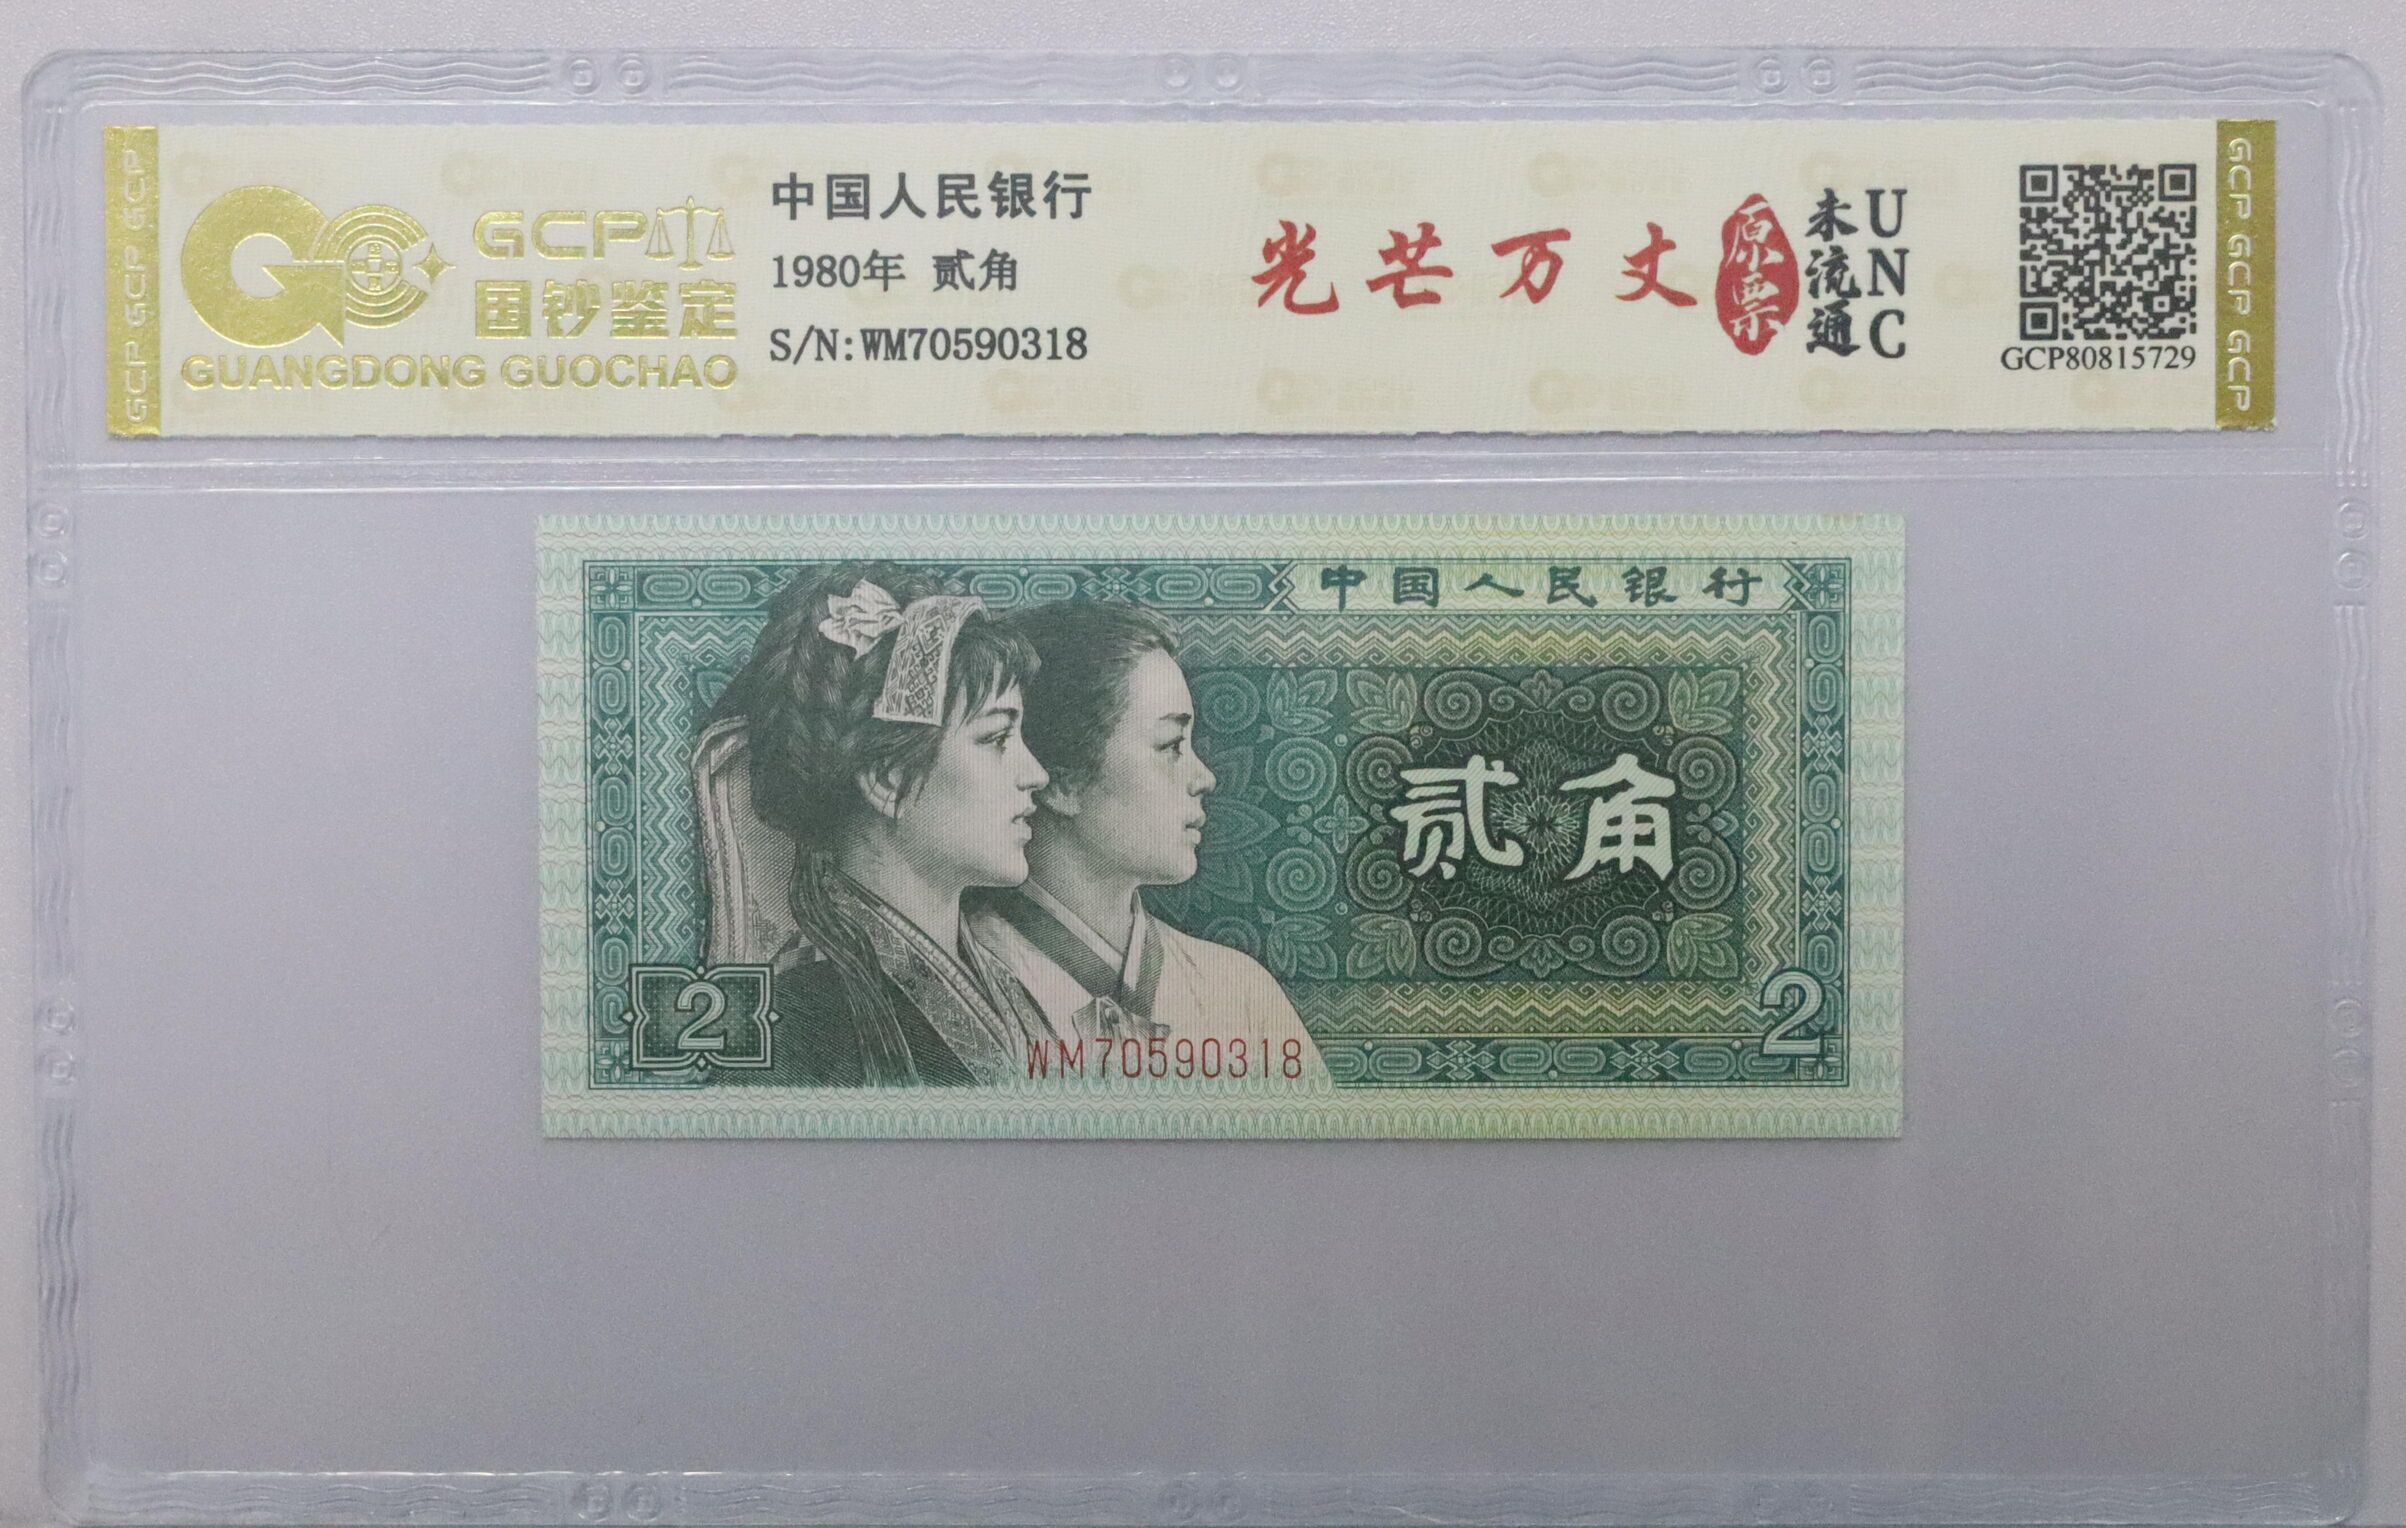 GCP GCP GCP
GCP
国钞鉴定
GUANGDONG GUOCHAO
中国人民银行
1980年 贰角
S/N:WM70590318
光芒万丈
原票
未流通
UNC
GCP80815729
GCP GCP GCP
中国人民银行
贰角
2
2
WM70590318